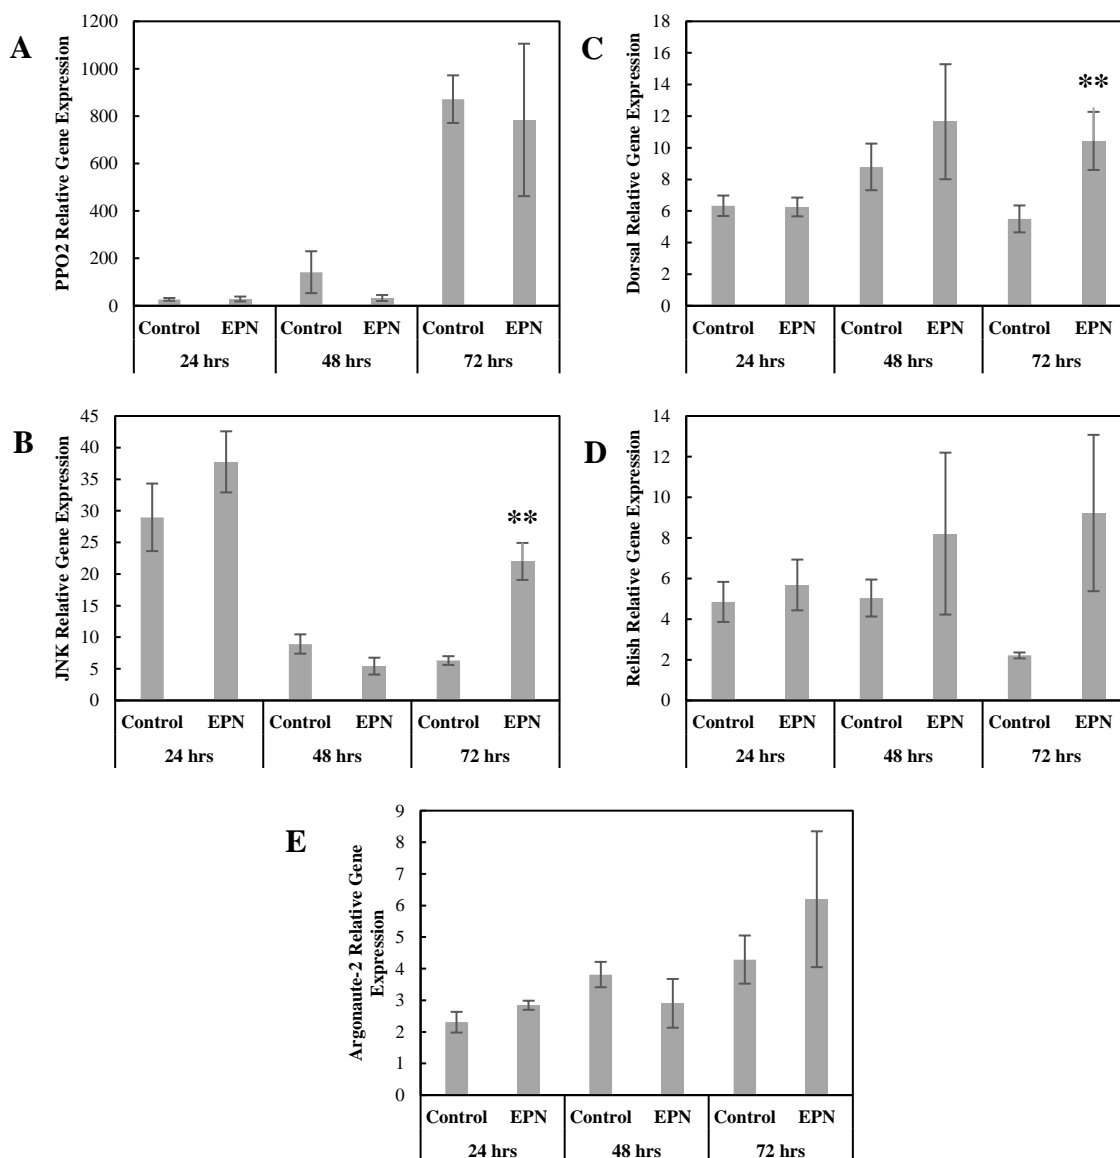 A
PPO2 Relative Gene Expression
1200
1000
800
600
400
200
0
Control EPN Control EPN Control EPN
24 hrs 48 hrs 72 hrs
C
Dorsal Relative Gene Expression
18
16
14
12
10
8
6
4
2
0
**
Control EPN Control EPN Control EPN
24 hrs 48 hrs 72 hrs
B
JNK Relative Gene Expression
45
40
35
30
25
20
15
10
5
0
**
Control EPN Control EPN Control EPN
24 hrs 48 hrs 72 hrs
D
Relish Relative Gene Expression
14
12
10
8
6
4
2
0
Control EPN Control EPN Control EPN
24 hrs 48 hrs 72 hrs
E
Argonaute-2 Relative Gene
Expression
9
8
7
6
5
4
3
2
1
0
Control EPN Control EPN Control EPN
24 hrs 48 hrs 72 hrs